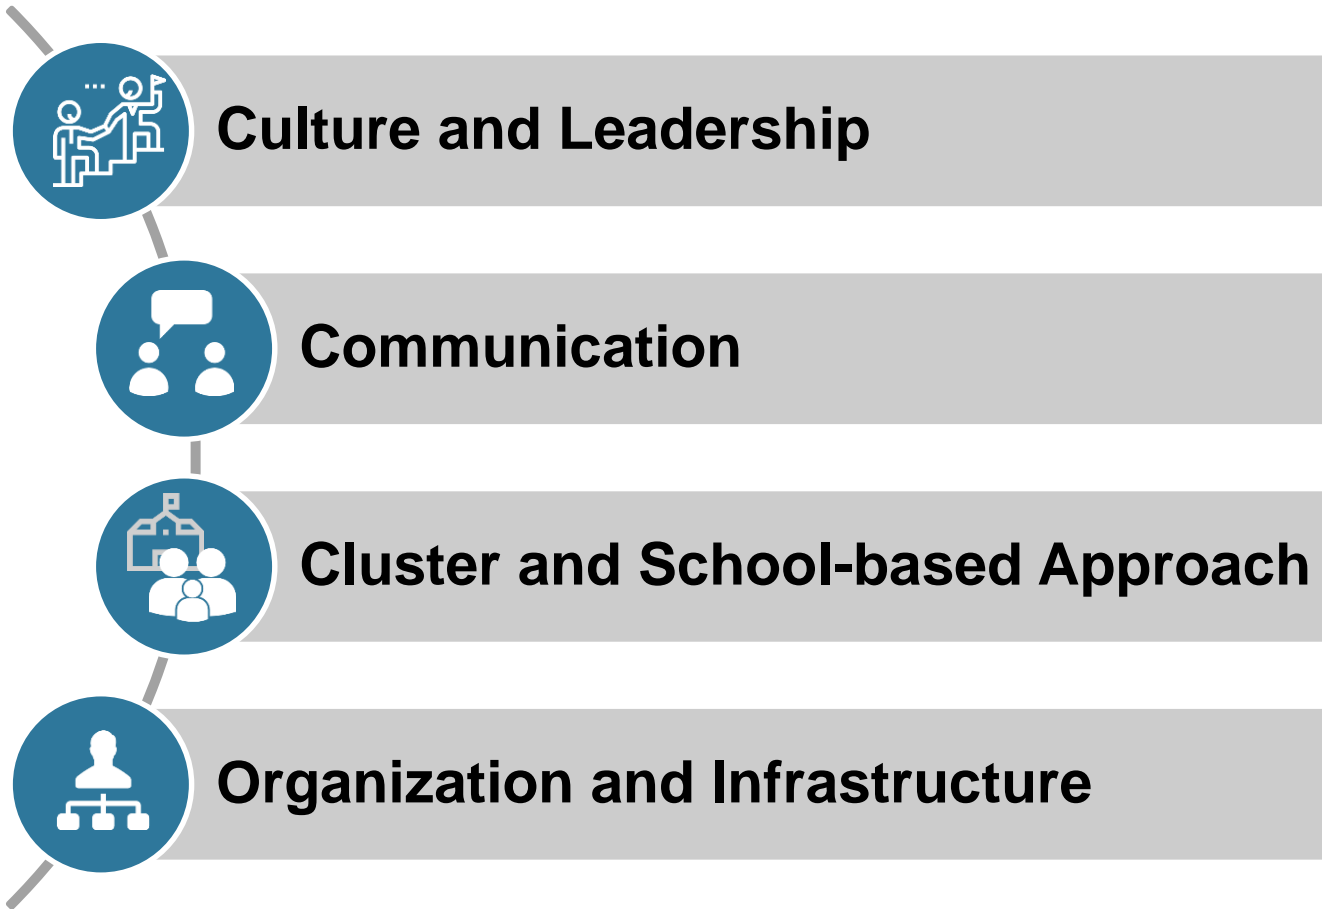 Culture and Leadership
Communication
Cluster and School-based Approach
Organization and Infrastructure